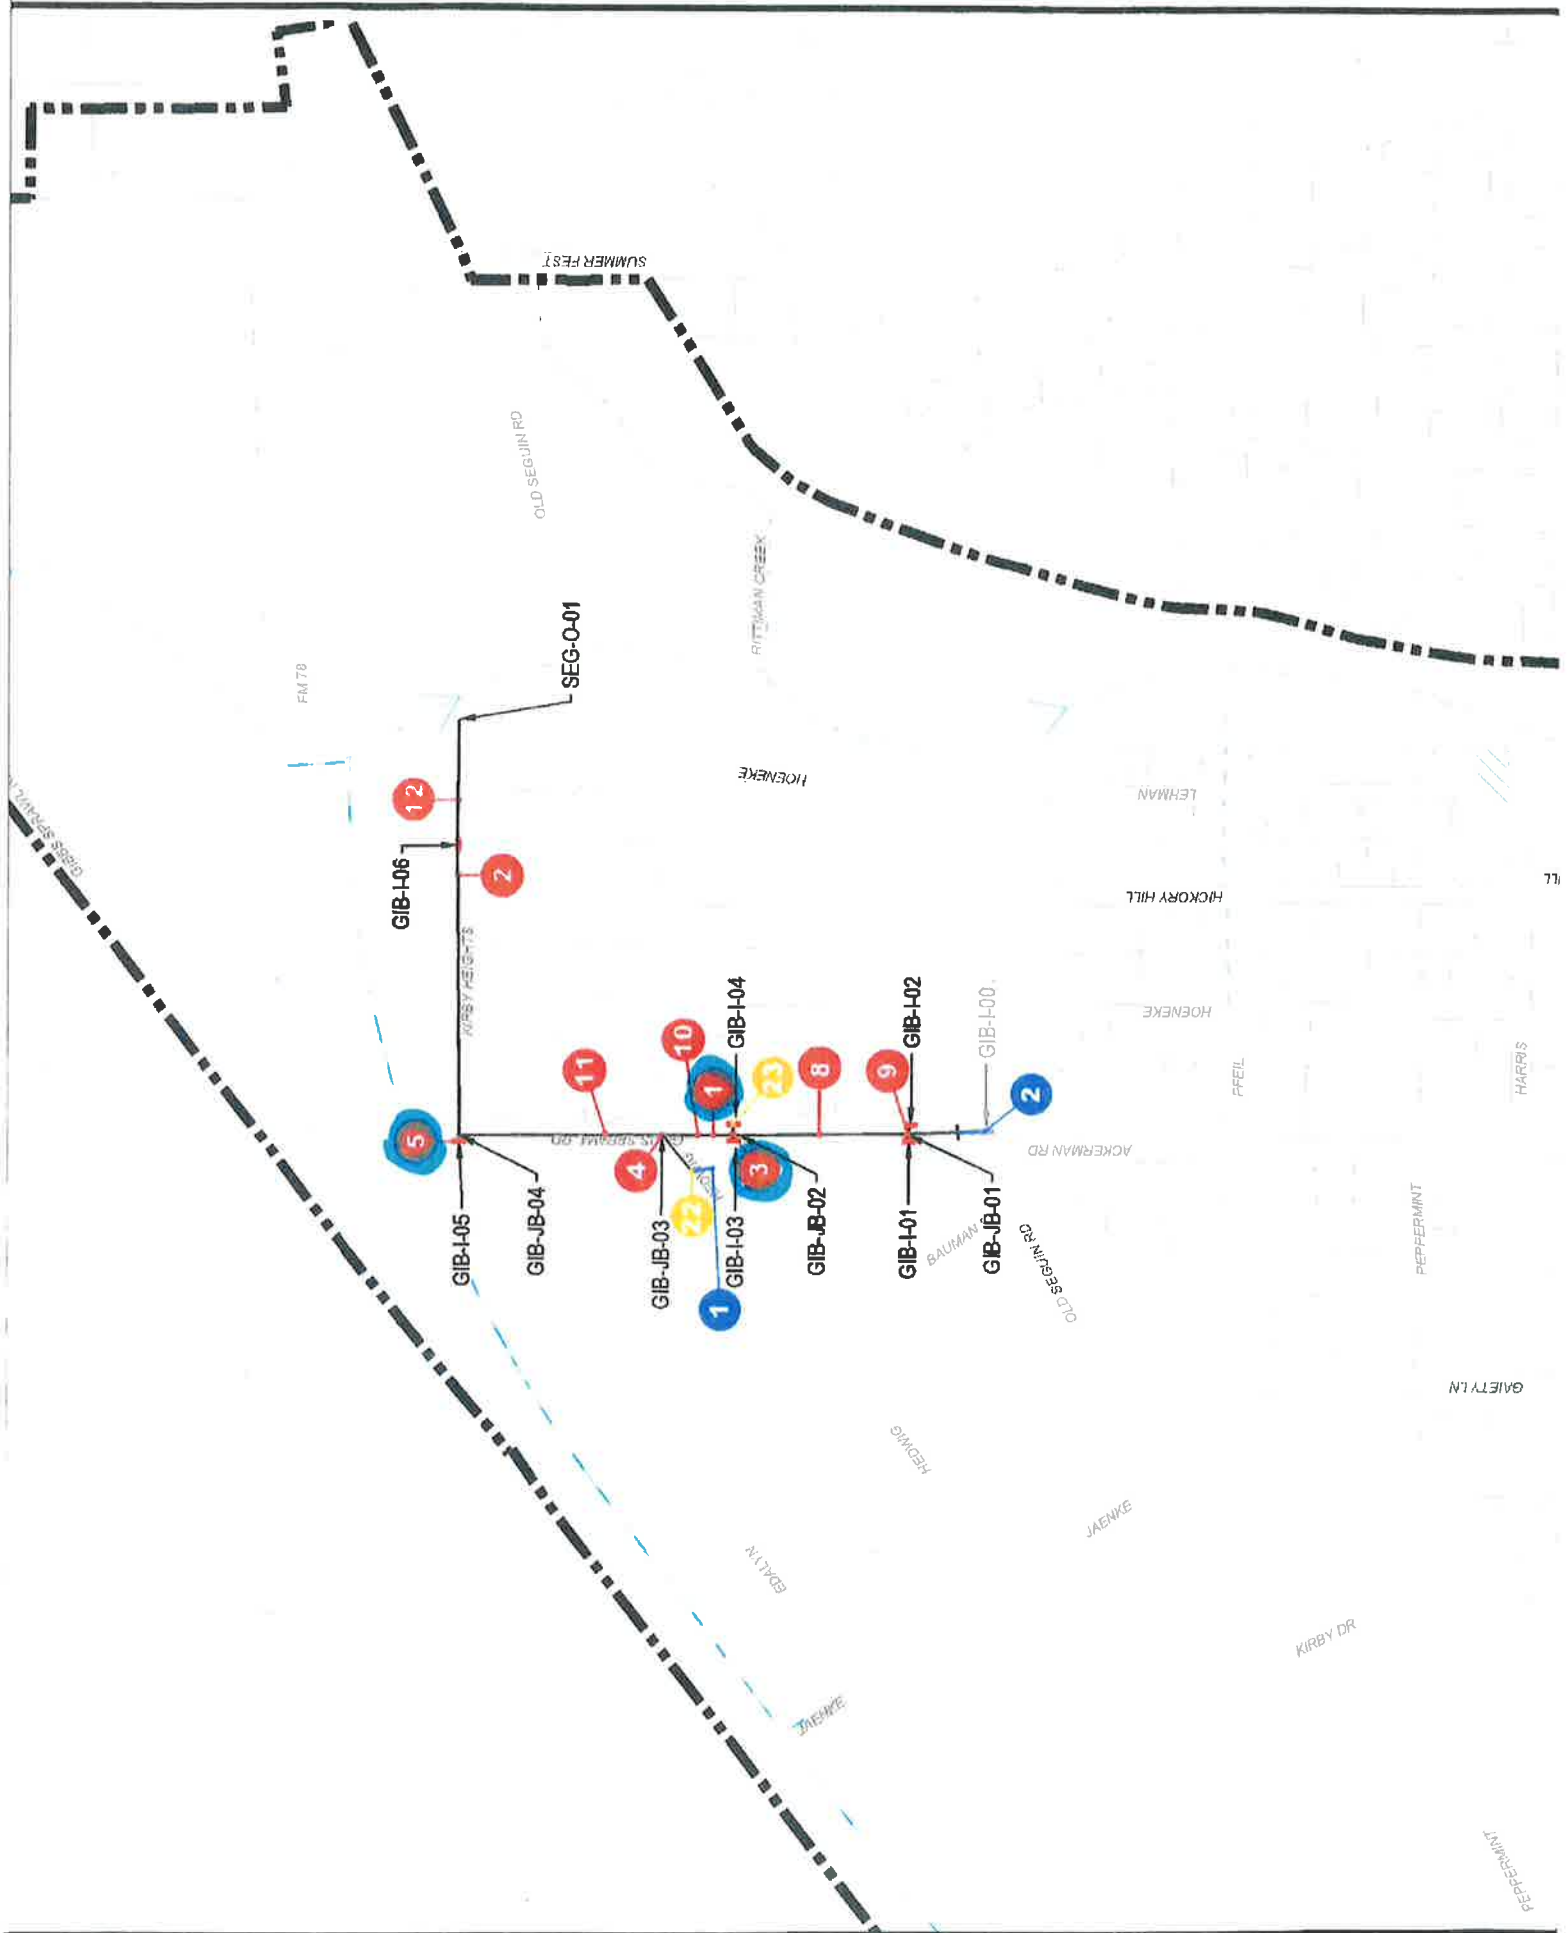 GIBBS SPRAWL
FM 78
SUMMER FEST
OLD SEGUIN RD
RITTIMAN CREEK
SEG-O-01
12
GIB-I-06
2
KIRBY HEIGHTS
HOENEKE
LEHMAN
HICKORY HILL
ILL
HOENEKE
PFEIL
HARRIS
5
11
10
1
GIB-I-04
23
8
9
GIB-I-02
GIB-I-00
2
ACKERMAN RD
4
22
3
HEDWIG
GIB-I-05
GIB-JB-04
GIB-JB-03
GIB-I-03
GIB-JB-02
GIB-I-01
GIB-JB-01
1
BAUMAN
OLD SEGUIN RD
PEPPERMINT
GAIETY LN
HEDWIG
JAENKE
EDALYN
KIRBY DR
JAENKE
PEPPERMINT